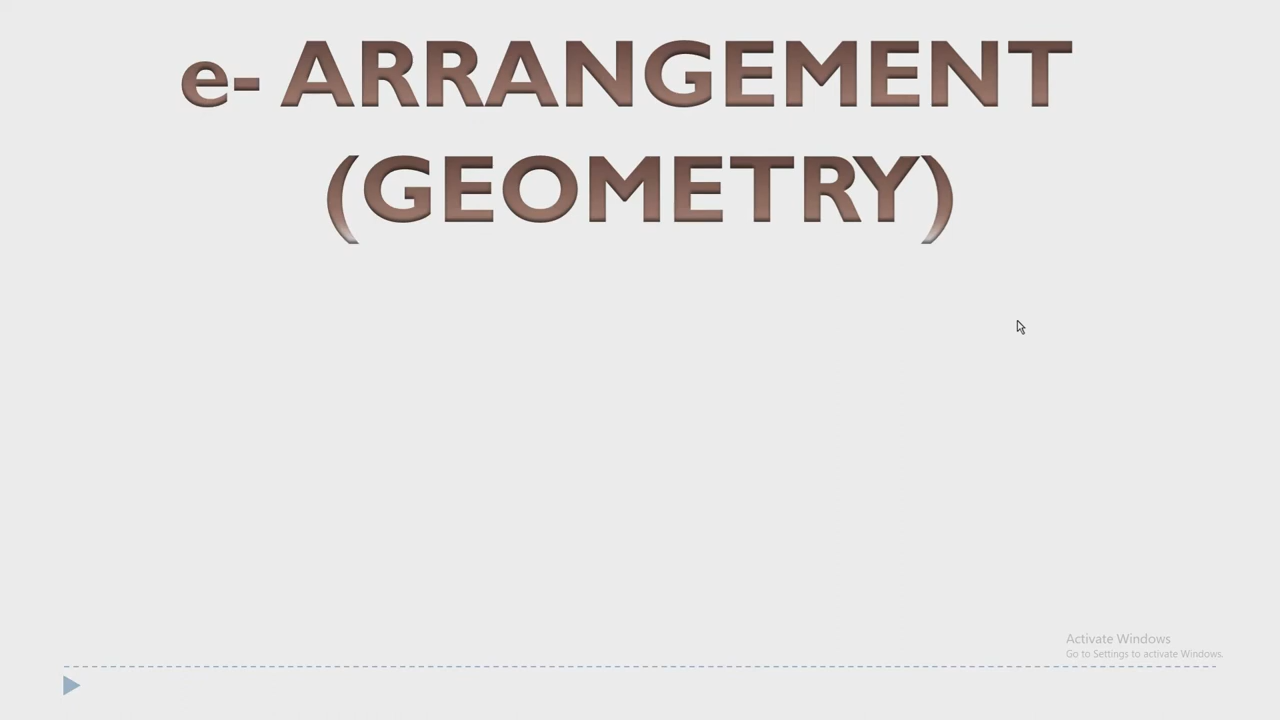 e- ARRANGEMENT
(GEOMETRY)
Activate Windows
Go to Settings to activate Windows.